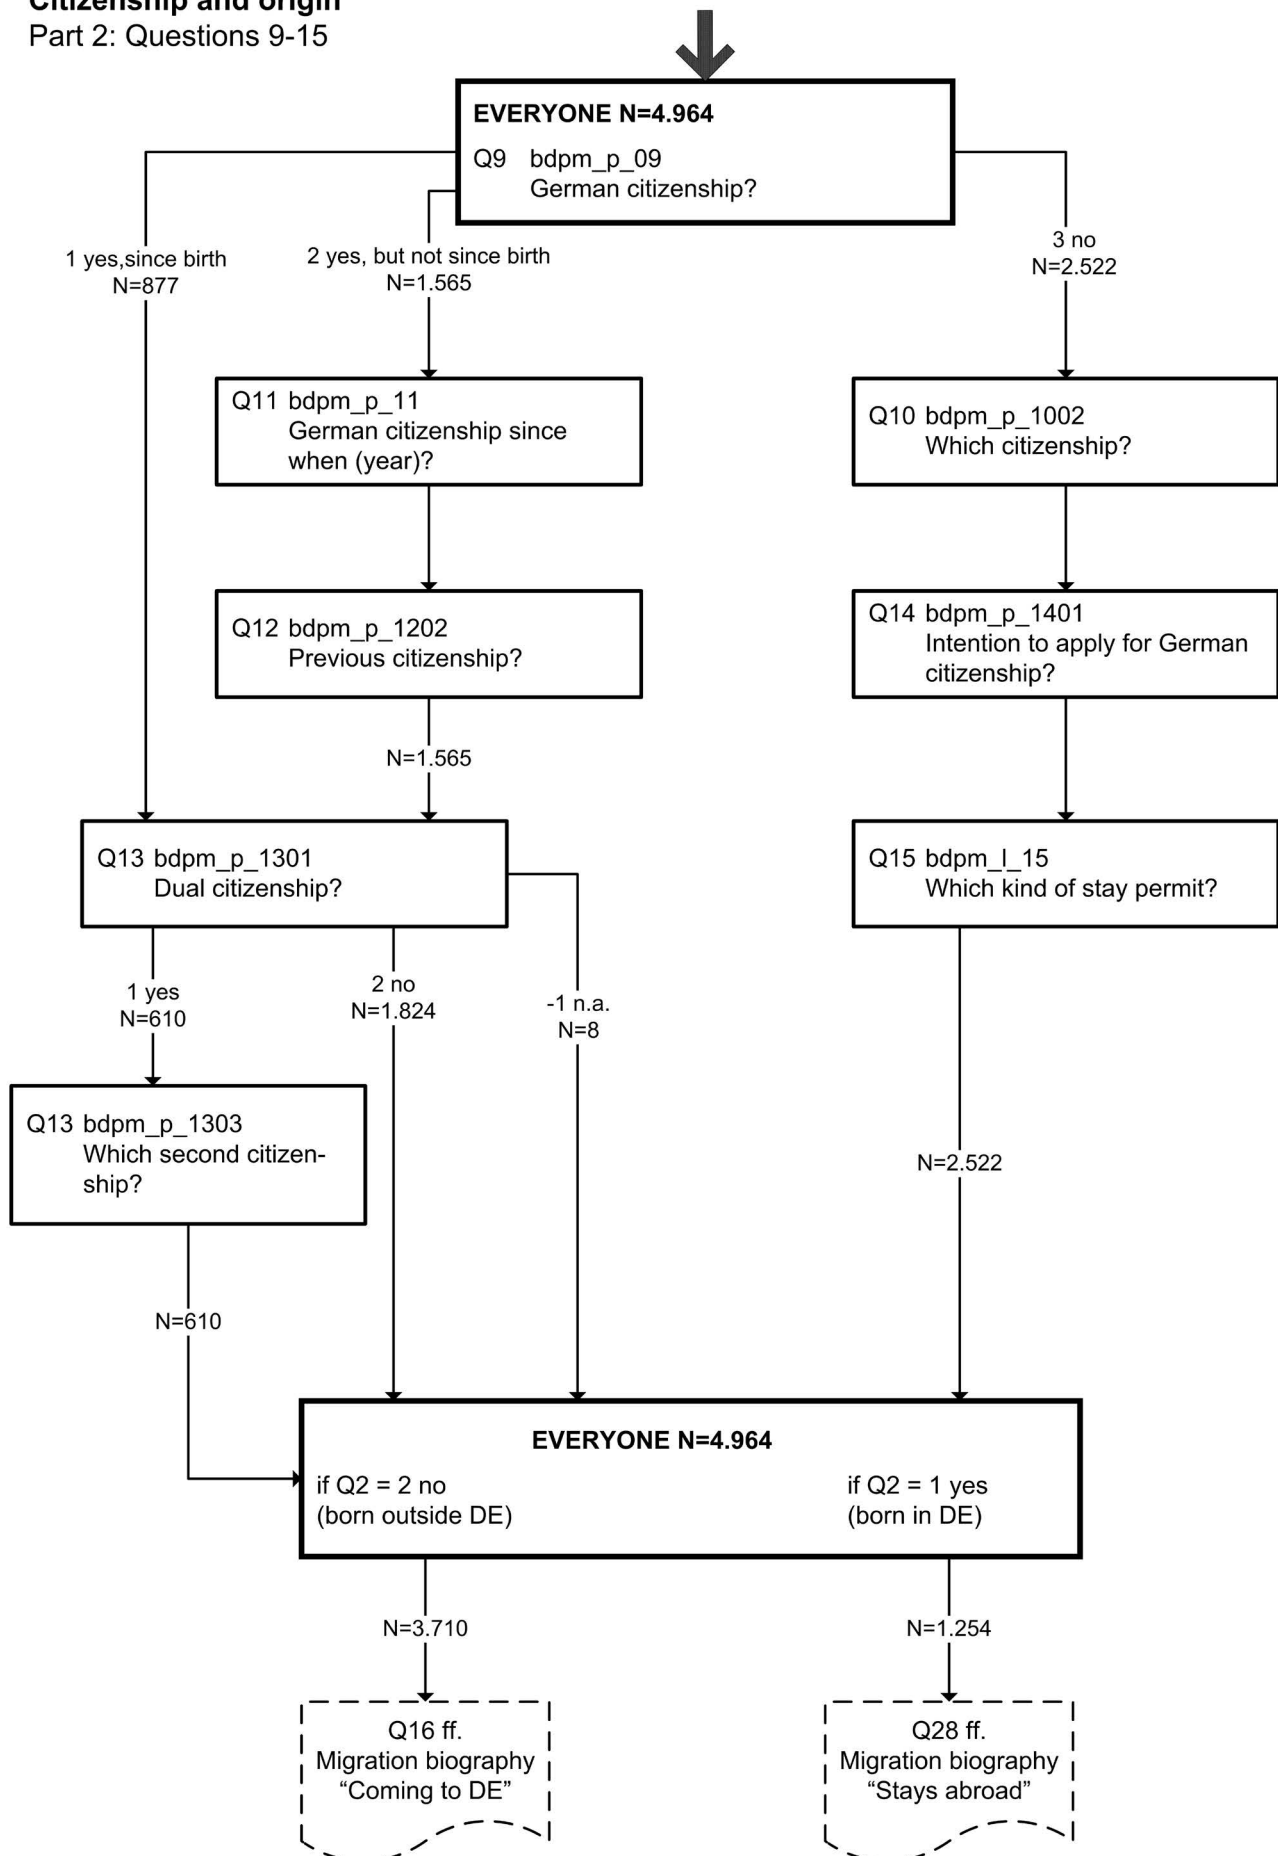 Citizenship and origin
Part 2: Questions 9-15
EVERYONE N=4.964
Q9 bdpm_p_09
German citizenship?
1 yes,since birth
N=877
2 yes, but not since birth
N=1.565
3 no
N=2.522
Q11 bdpm_p_11
German citizenship since
when (year)?
Q10 bdpm_p_1002
Which citizenship?
Q12 bdpm_p_1202
Previous citizenship?
Q14 bdpm_p_1401
Intention to apply for German
citizenship?
N=1.565
Q13 bdpm_p_1301
Dual citizenship?
Q15 bdpm_l_15
Which kind of stay permit?
1 yes
N=610
2 no
N=1.824
-1 n.a.
N=8
Q13 bdpm_p_1303
Which second citizen-
ship?
N=2.522
N=610
EVERYONE N=4.964
if Q2 = 2 no
(born outside DE)
if Q2 = 1 yes
(born in DE)
N=3.710
N=1.254
Q16 ff.
Migration biography
“Coming to DE”
Q28 ff.
Migration biography
“Stays abroad”